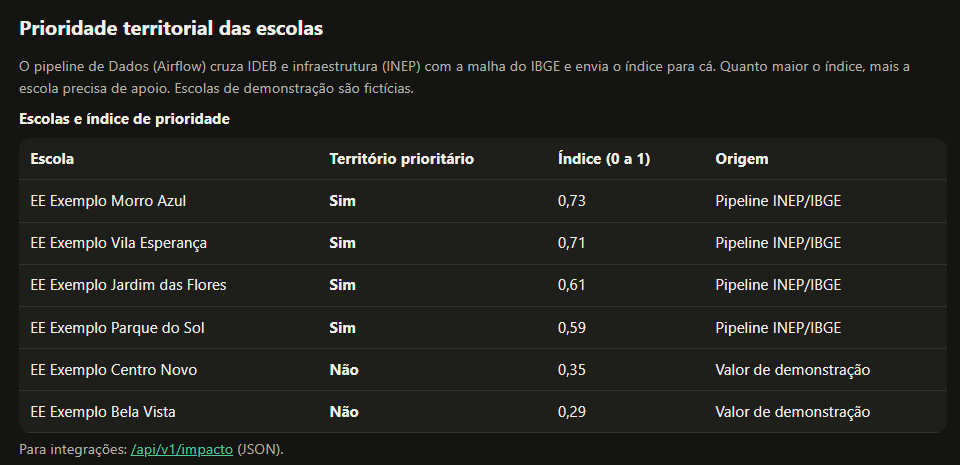 Prioridade territorial das escolas
O pipeline de Dados (Airflow) cruza IDEB e infraestrutura (INEP) com a malha do IBGE e envia o índice para cá. Quanto maior o índice, mais a
escola precisa de apoio. Escolas de demonstração são fictícias.
Escolas e índice de prioridade
Escola Território prioritário Índice (0 a 1) Origem
EE Exemplo Morro Azul Sim 0,73 Pipeline INEP/IBGE
EE Exemplo Vila Esperança Sim 0,71 Pipeline INEP/IBGE
EE Exemplo Jardim das Flores Sim 0,61 Pipeline INEP/IBGE
EE Exemplo Parque do Sol Sim 0,59 Pipeline INEP/IBGE
EE Exemplo Centro Novo Não 0,35 Valor de demonstração
EE Exemplo Bela Vista Não 0,29 Valor de demonstração
Para integrações: /api/v1/impacto (JSON).